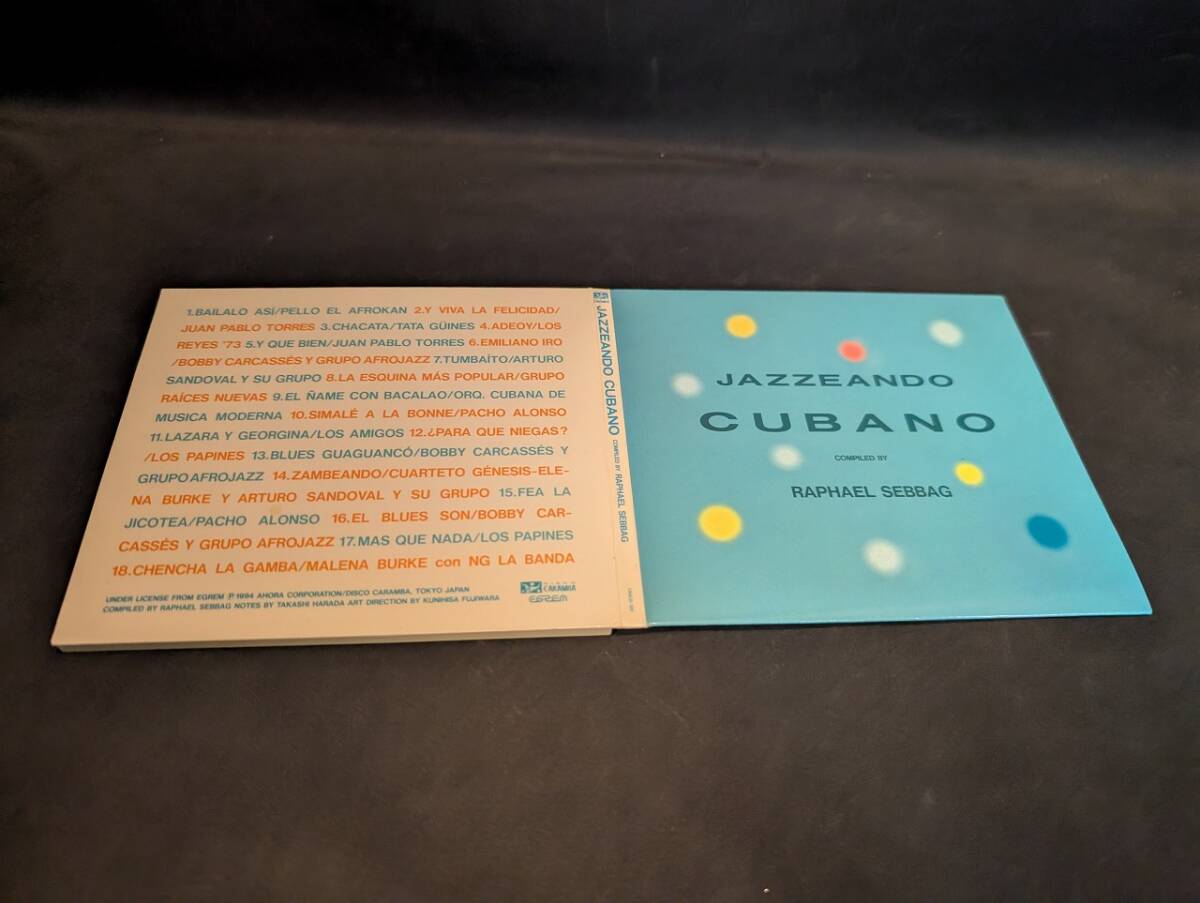 1.BAILALO ASÍ/PELLO EL AFROKAN 2.Y VIVA LA FELICIDAD/
JUAN PABLO TORRES 3.CHACATA/TATA GÜINES 4.ADEOY/LOS
REYES '73 5.Y QUE BIEN/JUAN PABLO TORRES 6.EMILIANO IRO
/BOBBY CARCASSÉS Y GRUPO AFROJAZZ 7.TUMBAÍTO/ARTURO
SANDOVAL Y SU GRUPO 8.LA ESQUINA MÁS POPULAR/GRUPO
RAÍCES NUEVAS 9.EL ÑAME CON BACALAO/ORQ. CUBANA DE
MUSICA MODERNA 10.SIMALÉ A LA BONNE/PACHO ALONSO
11.LAZARA Y GEORGINA/LOS AMIGOS 12.¿PARA QUE NIEGAS?
/LOS PAPINES 13.BLUES GUAGUANCÓ/BOBBY CARCASSÉS Y
GRUPO AFROJAZZ 14.ZAMBEANDO/CUARTETO GÉNESIS-ELE-
NA BURKE Y ARTURO SANDOVAL Y SU GRUPO 15.FEA LA
JICOTEA/PACHO ALONSO 16.EL BLUES SON/BOBBY CAR-
CASSÉS Y GRUPO AFROJAZZ 17.MAS QUE NADA/LOS PAPINES
18.CHENCHA LA GAMBA/MALENA BURKE con NG LA BANDA
UNDER LICENSE FROM EGREM Ⓟ1994 AHORA CORPORATION/DISCO CARAMBA, TOKYO JAPAN
COMPILED BY RAPHAEL SEBBAG NOTES BY TAKASHI HARADA ART DIRECTION BY KUNIHISA FUJIWARA
DISCO
CARAMBA
EGREM
JAZZEANDO CUBANO COMPILED BY RAPHAEL SEBBAG
JAZZEANDO
CUBANO
COMPILED BY
RAPHAEL SEBBAG